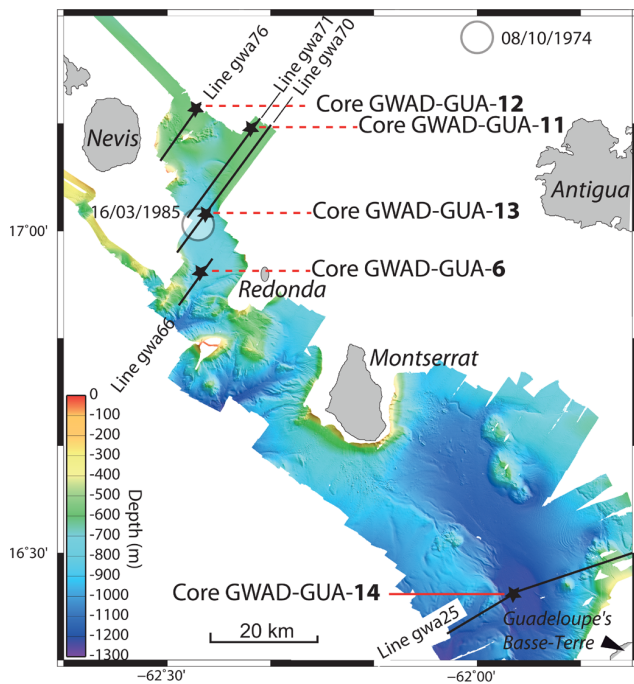 08/10/1974
Line gwa76
Line gwa71
Line gwa70
Core GWAD-GUA-12
Core GWAD-GUA-11
Nevis
Antigua
16/03/1985
Core GWAD-GUA-13
17°00'
Core GWAD-GUA-6
Redonda
Line gwa66
Montserrat
0
-100
-200
-300
-400
-500
-600
-700
-800
-900
-1000
-1100
-1200
-1300
Depth (m)
16°30'
Core GWAD-GUA-14
Line gwa25
Guadeloupe's
Basse-Terre
20 km
-62°30'
-62°00'